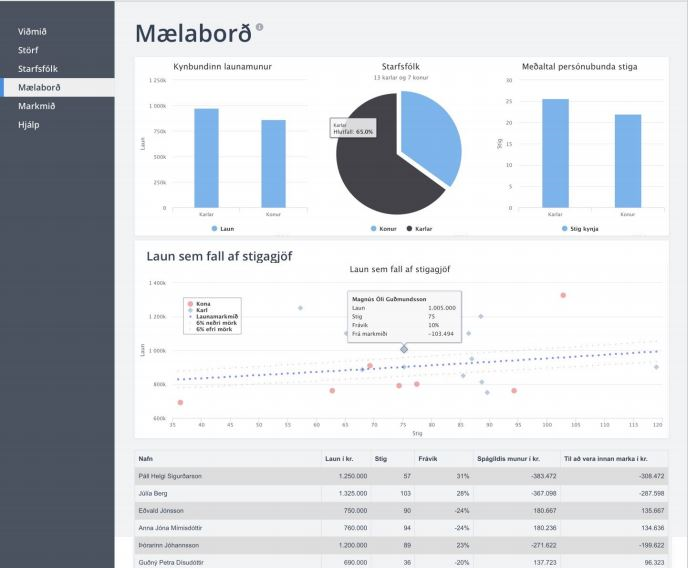 Viðmið
Störf
Starfsfólk
Mælaborð
Markmið
Hjálp
Mælaborð
Kynbundinn launamunur
1 250k
1 000k
750k
500k
250k
0
Laun
Karlar
Konur
Laun
Starfsfólk
13 karlar og 7 konur
Karlar
Hlutfall: 65.0%
Konur
Karlar
Meðaltal persónubunda stiga
30
25
20
15
10
5
0
Stig
Karlar
Konur
Stig kynja
Laun sem fall af stigagjöf
Laun sem fall af stigagjöf
1 400k
1 200k
1 000k
800k
600k
Laun
Kona
Karl
Launamarkmið
6% neðri mörk
6% efri mörk
Magnús Óli Guðmundsson
Laun 1.005.000
Stig 75
Frávik 10%
Frá markmiði -103.494
35 40 45 50 55 60 65 70 75 80 85 90 95 100 105 110 115 120
Stig
Nafn Laun í kr. Stig Frávik Spágildis munur í kr. Til að vera innan marka í kr.
Páll Helgi Sigurðarson 1.250.000 57 31% -383.472 -308.472
Júlía Berg 1.325.000 103 28% -367.098 -287.598
Eðvald Jónsson 750.000 90 -24% 180.667 135.667
Anna Jóna Mímisdóttir 760.000 94 -24% 180.236 134.636
Þórarinn Jóhannsson 1.200.000 89 23% -271.622 -199.622
Guðný Petra Dísudóttir 690.000 36 -20% 137.723 96.323